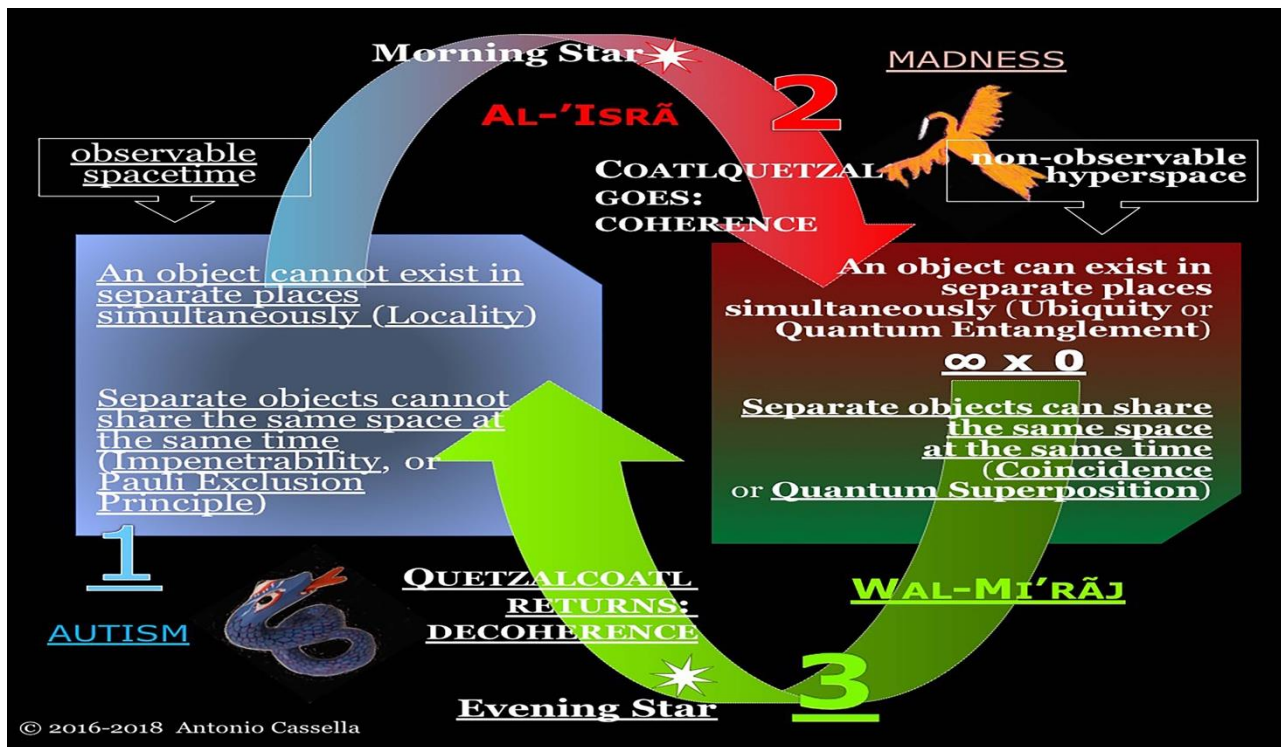 Morning Star
MADNESS
AL-’ISRÃ
2
observable
spacetime
COATLQUETZAL
GOES:
COHERENCE
non-observable
hyperspace
An object cannot exist in
separate places
simultaneously (Locality)
Separate objects cannot
share the same space at
the same time
(Impenetrability, or
Pauli Exclusion
Principle)
An object can exist in
separate places
simultaneously (Ubiquity or
Quantum Entanglement)
∞ x 0
Separate objects can share
the same space
at the same time
(Coincidence
or Quantum Superposition)
1
AUTISM
QUETZALCOATL
RETURNS:
DECOHERENCE
WAL-MI’RÃJ
3
Evening Star
© 2016-2018 Antonio Cassella